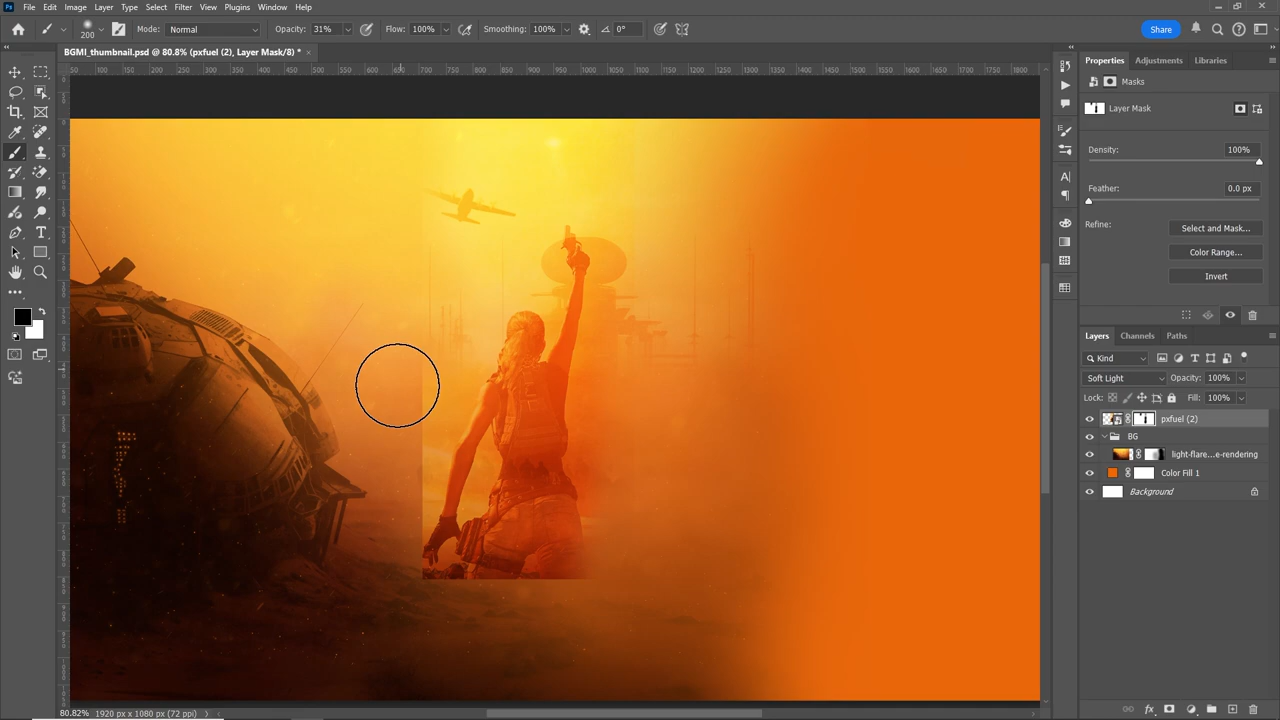 Ps File Edit Image Layer Type Select Filter View Plugins Window Help
200 Mode: Normal Opacity: 31% Flow: 100% Smoothing: 100% 0° Share
BGMI_thumbnail.psd @ 80.8% (pxfuel (2), Layer Mask/8) * ×
50 100 150 200 250 300 350 400 450 500 550 600 650 700 750 800 850 900 950 1000 1050 1100 1150 1200 1250 1300 1350 1400 1450 1500 1550 1600 1650 1700 1750 1800
Properties Adjustments Libraries
Masks
Layer Mask
Density: 100%
Feather: 0.0 px
Refine: Select and Mask...
Color Range...
Invert
Layers Channels Paths
Kind
Soft Light Opacity: 100%
Lock: Fill: 100%
pxfuel (2)
BG
light-flare...e-rendering
Color Fill 1
Background
80.82% 1920 px x 1080 px (72 ppi)